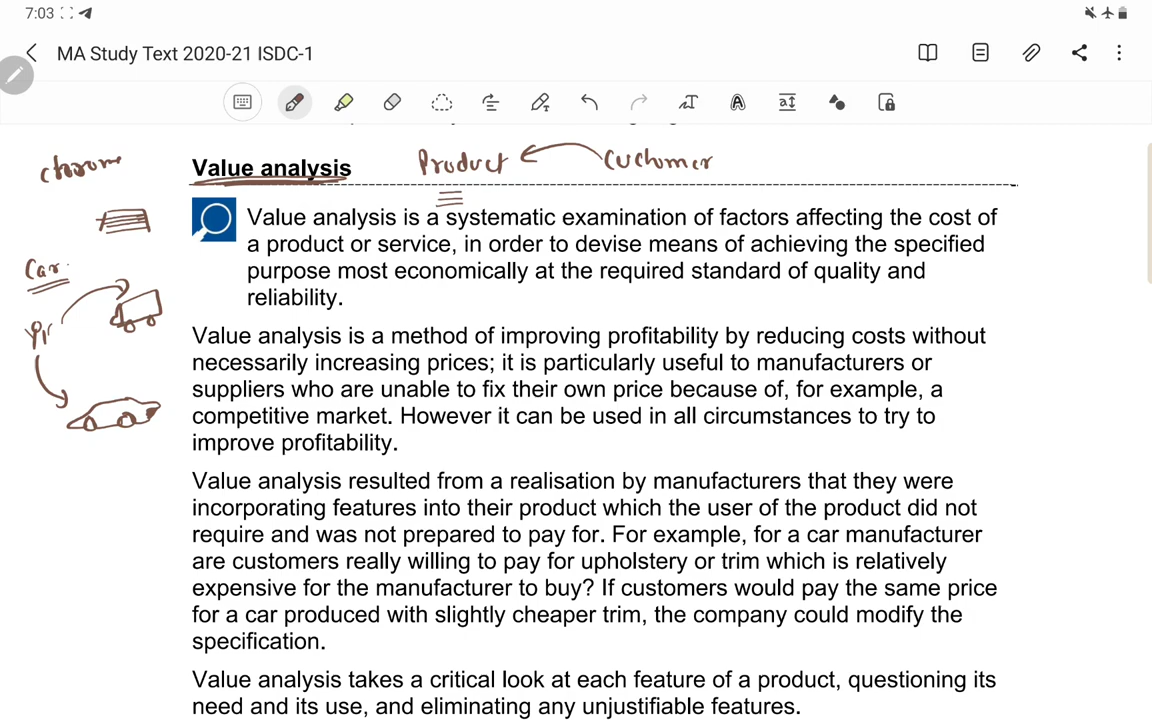 7:03
MA Study Text 2020-21 ISDC-1
chrome
Value analysis
Product
Customer
Value analysis is a systematic examination of factors affecting the cost of
a product or service, in order to devise means of achieving the specified
purpose most economically at the required standard of quality and
reliability.
Car
Value analysis is a method of improving profitability by reducing costs without
necessarily increasing prices; it is particularly useful to manufacturers or
suppliers who are unable to fix their own price because of, for example, a
competitive market. However it can be used in all circumstances to try to
improve profitability.
Value analysis resulted from a realisation by manufacturers that they were
incorporating features into their product which the user of the product did not
require and was not prepared to pay for. For example, for a car manufacturer
are customers really willing to pay for upholstery or trim which is relatively
expensive for the manufacturer to buy? If customers would pay the same price
for a car produced with slightly cheaper trim, the company could modify the
specification.
Value analysis takes a critical look at each feature of a product, questioning its
need and its use, and eliminating any unjustifiable features.